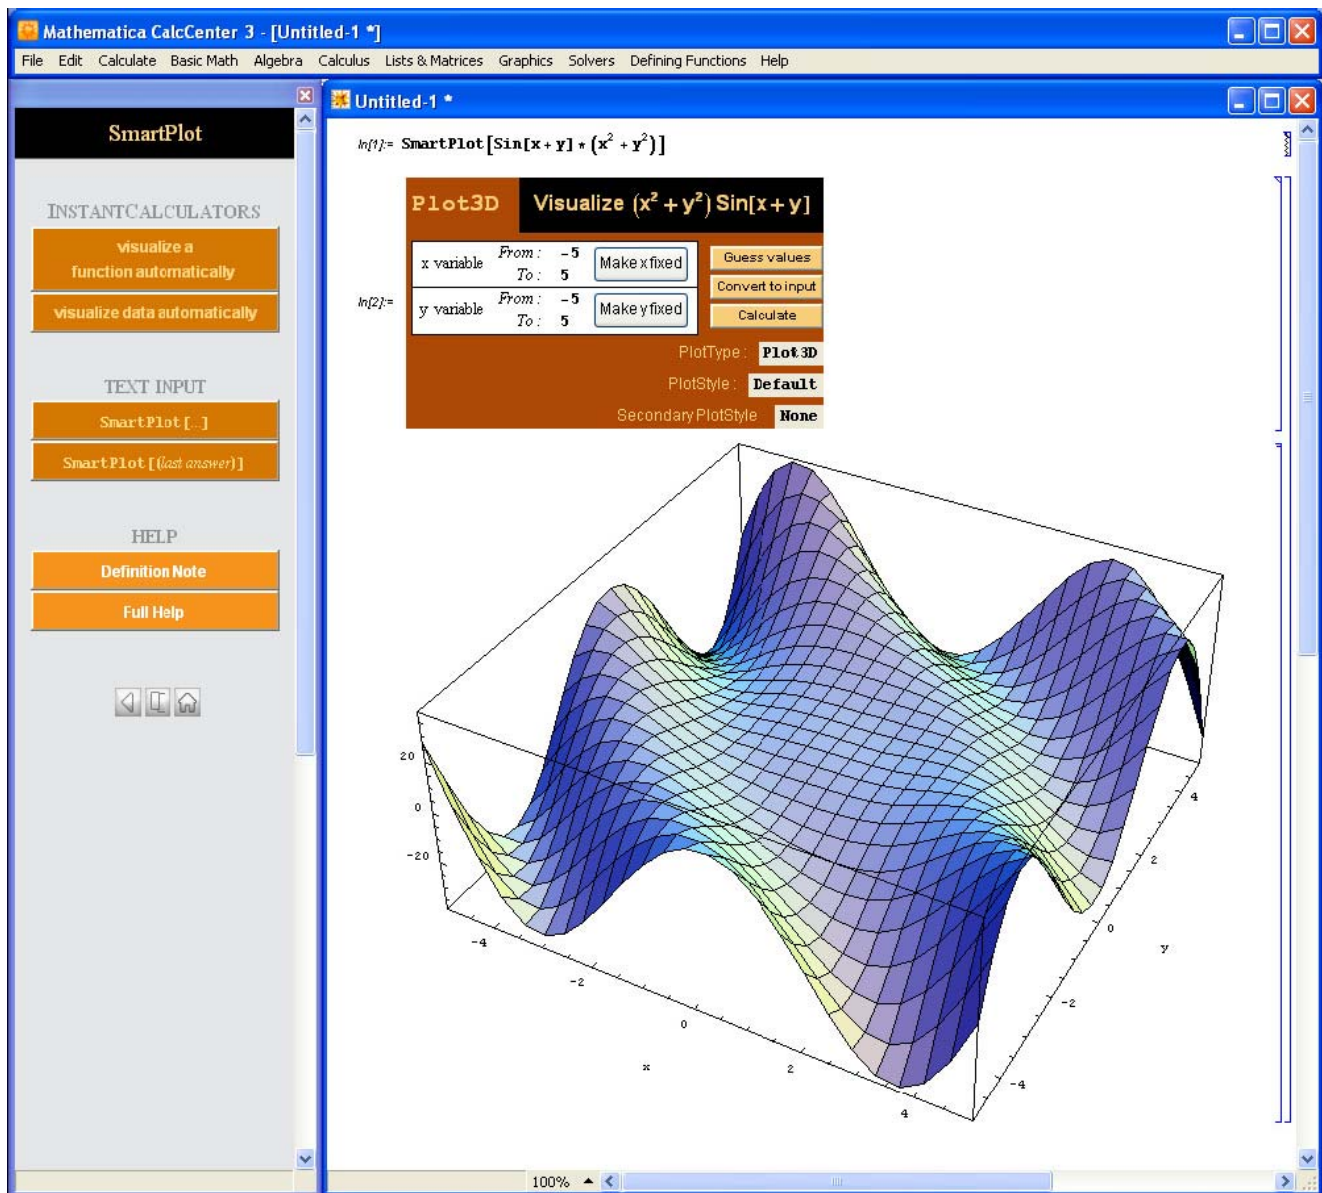 Mathematica CalcCenter 3 - [Untitled-1 *]
File Edit Calculate Basic Math Algebra Calculus Lists & Matrices Graphics Solvers Defining Functions Help
SmartPlot
INSTANTCALCULATORS
visualize a
function automatically
visualize data automatically
TEXT INPUT
SmartPlot[...]
SmartPlot[(last answer)]
HELP
Definition Note
Full Help
Untitled-1 *
In[1]:= SmartPlot[Sin[x + y] * (x² + y²)]
Plot3D Visualize (x² + y²) Sin[x + y]
In[2]:=
x variable From : -5 To : 5 Make x fixed
y variable From : -5 To : 5 Make y fixed
Guess values
Convert to input
Calculate
PlotType : Plot3D
PlotStyle : Default
Secondary PlotStyle None
20
0
-20
-4
-2
0
2
4
x
-4
-2
0
2
4
y
100%